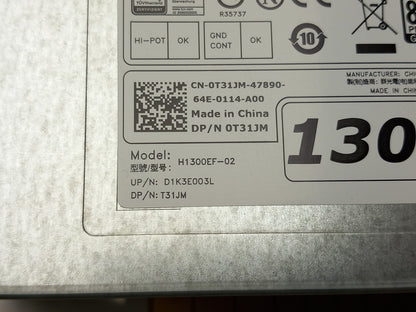 R35737
HI-POT
OK
GND
CONT
OK
10
CN-0T31JM-47890-
64E-0114-A00
Made in China
DP/N 0T31JM
MANUFACTURER: CHI
MADE IN CH
130
Model:
型號/型号:
H1300EF-02
UP/N: D1K3E003L
DP/N: T31JM